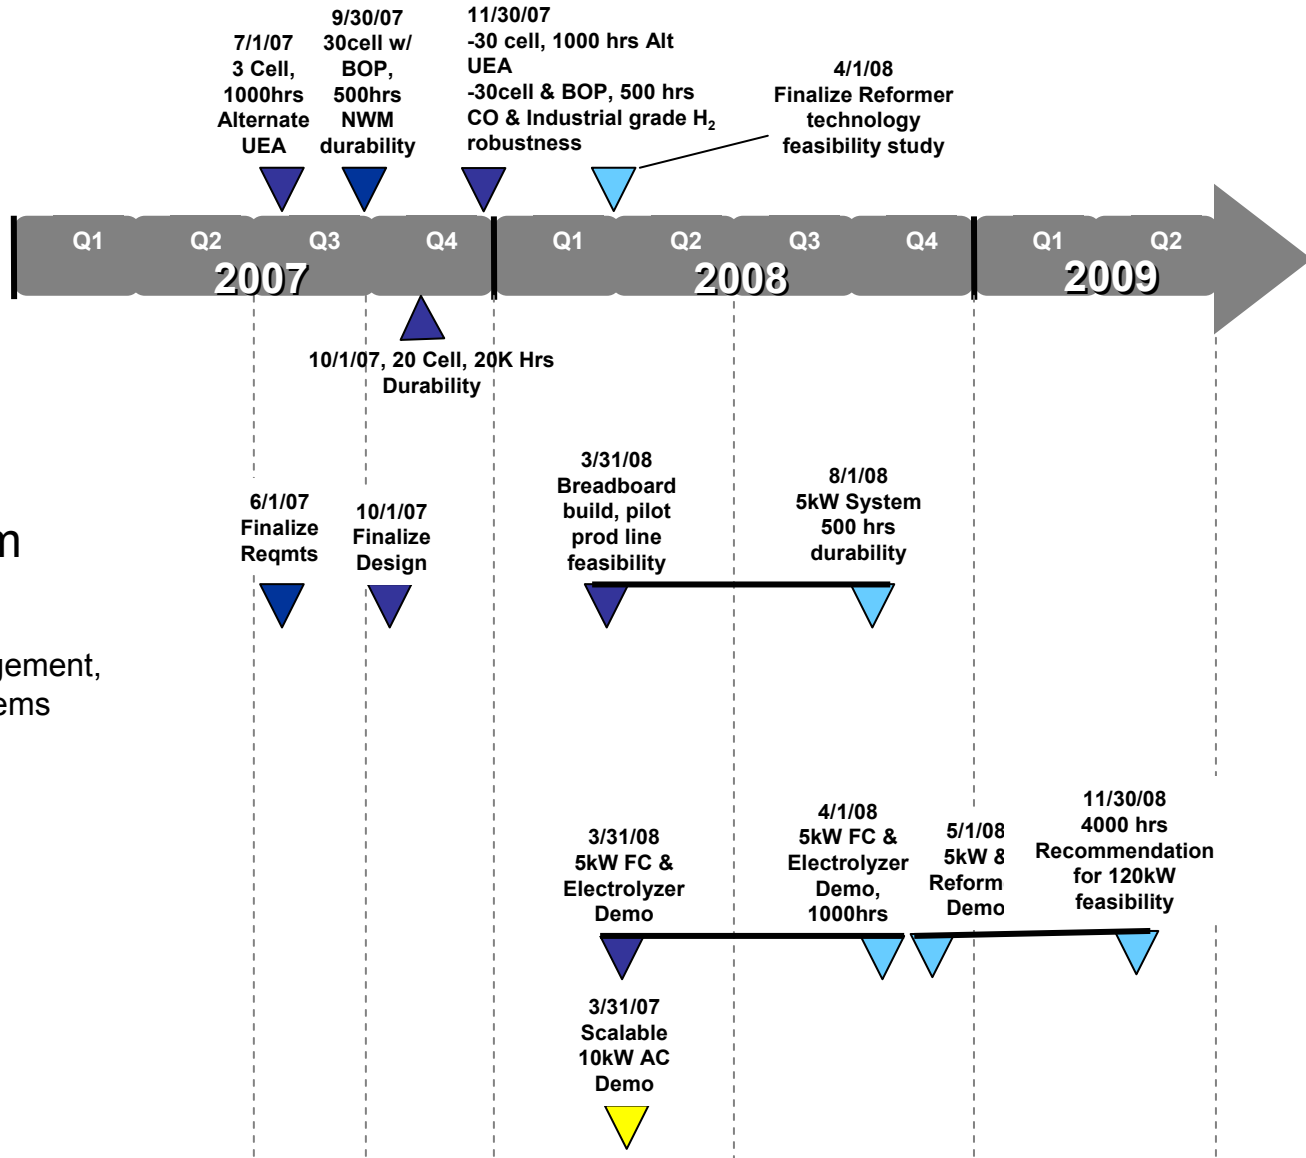 7/1/07
3 Cell,
1000hrs
Alternate
UEA
9/30/07
30cell w/
BOP,
500hrs
NWM
durability
11/30/07
-30 cell, 1000 hrs Alt
UEA
-30cell & BOP, 500 hrs
CO & Industrial grade H2
robustness
4/1/08
Finalize Reformer
technology
feasibility study
Q1 Q2 Q3 Q4 Q1 Q2 Q3 Q4 Q1 Q2
2007 2008 2009
10/1/07, 20 Cell, 20K Hrs
Durability
6/1/07
Finalize
Reqmts
10/1/07
Finalize
Design
3/31/08
Breadboard
build, pilot
prod line
feasibility
8/1/08
5kW System
500 hrs
durability
m
gement,
ems
3/31/08
5kW FC &
Electrolyzer
Demo
4/1/08
5kW FC &
Electrolyzer
Demo,
1000hrs
5/1/08
5kW &
Reform
Demo
11/30/08
4000 hrs
Recommendation
for 120kW
feasibility
3/31/07
Scalable
10kW AC
Demo